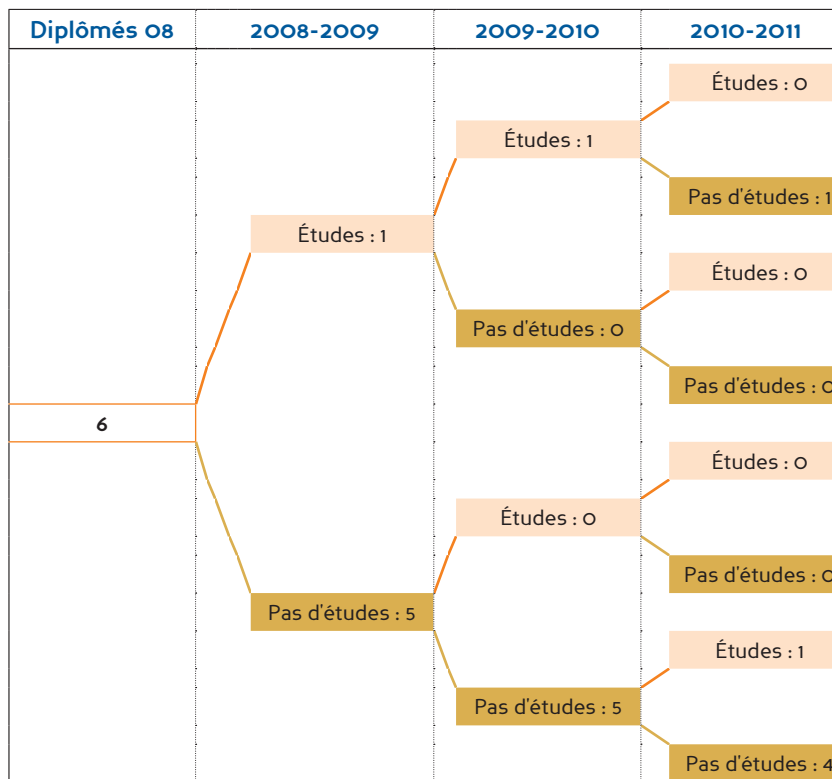 Diplômés 08 2008-2009 2009-2010 2010-2011
Études : 0
Études : 1
Pas d'études : 1
Études : 1
Études : 0
Pas d'études : 0
Pas d'études : 0
6
Études : 0
Études : 0
Pas d'études : 0
Pas d'études : 5
Études : 1
Pas d'études : 5
Pas d'études : 4